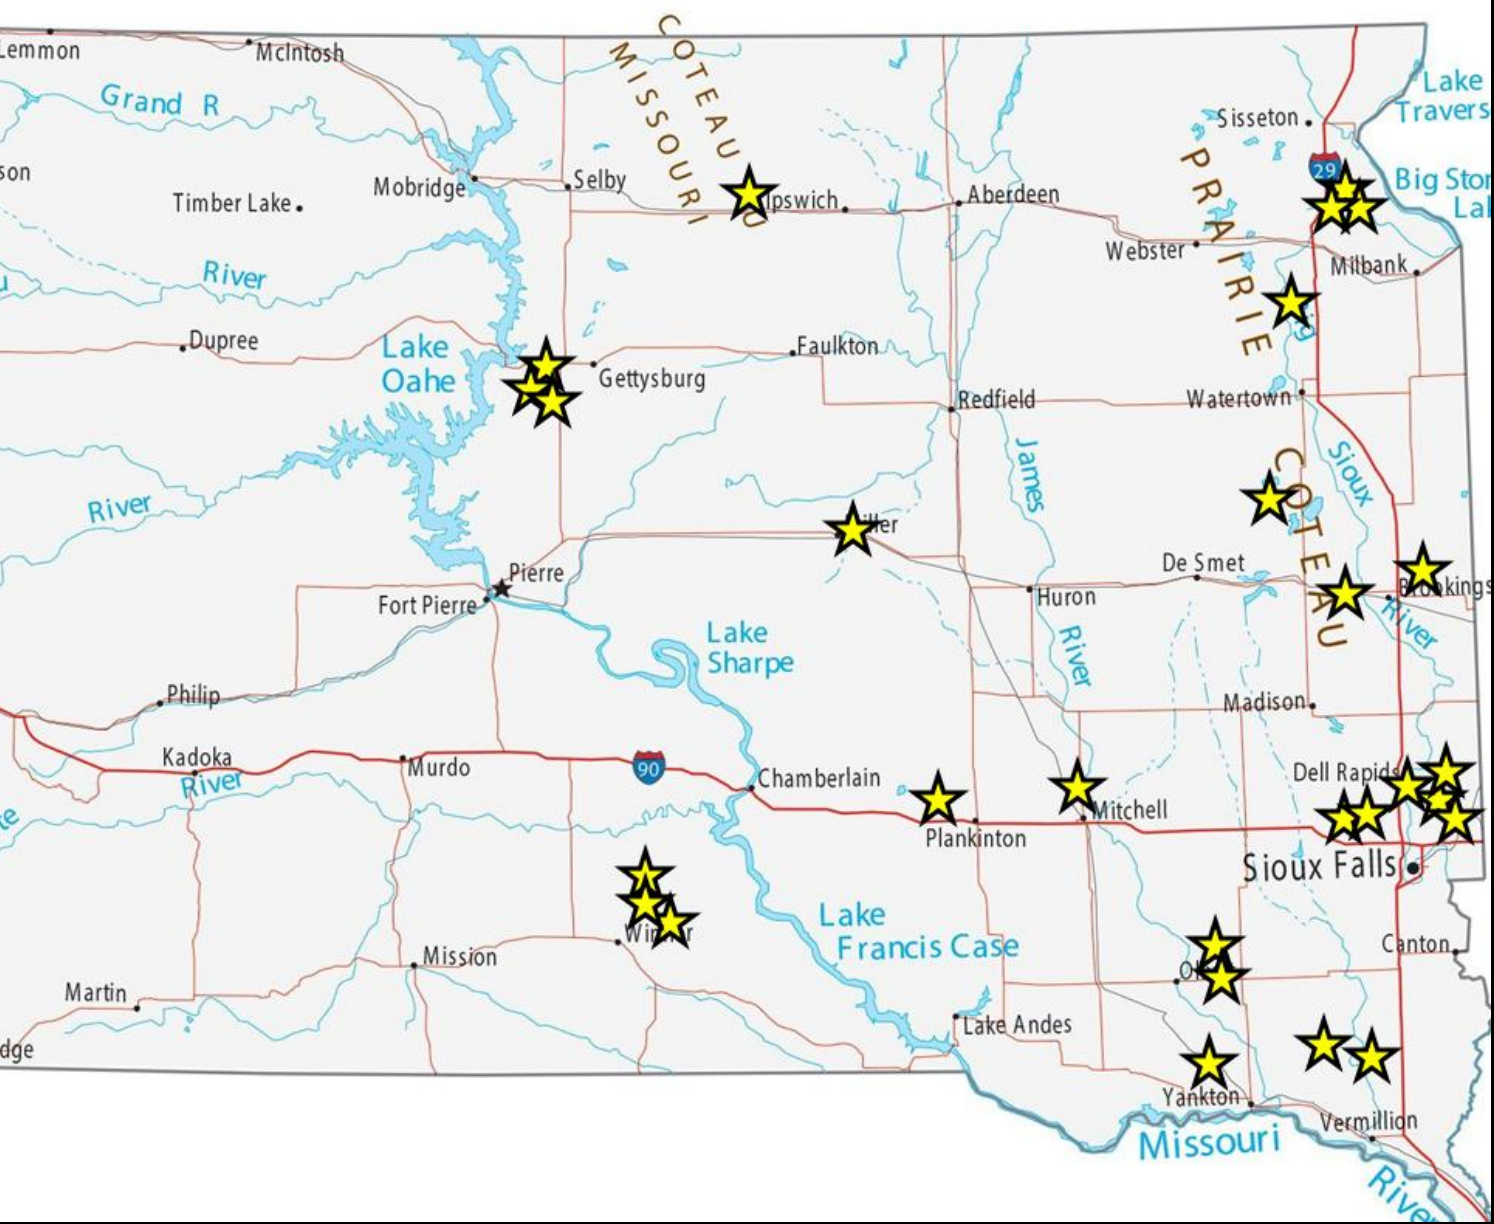 COTEAU
MISSOURI
Lemmon
McIntosh
Grand R
Lake
Sisseton
29
Big
Mobridge
Selby
Timber Lake
Ipswich
Aberdeen
PRAIRIE
Webster
Milbank
River
Dupree
Lake
Oahe
Faulkton
Gettysburg
Redfield
Watertown
James
COTEAU
Sioux
River
Pierre
Fort Pierre
De Smet
Huron
River
River
Lake
Sharpe
Philip
Madison
Kadoka
River
Murdo
90
Chamberlain
Dell Rapids
Mitchell
Plankinton
Sioux Falls
Lake
Francis Case
Canton
Mission
Martin
Lake Andes
Yankton
Vermillion
Missouri
River